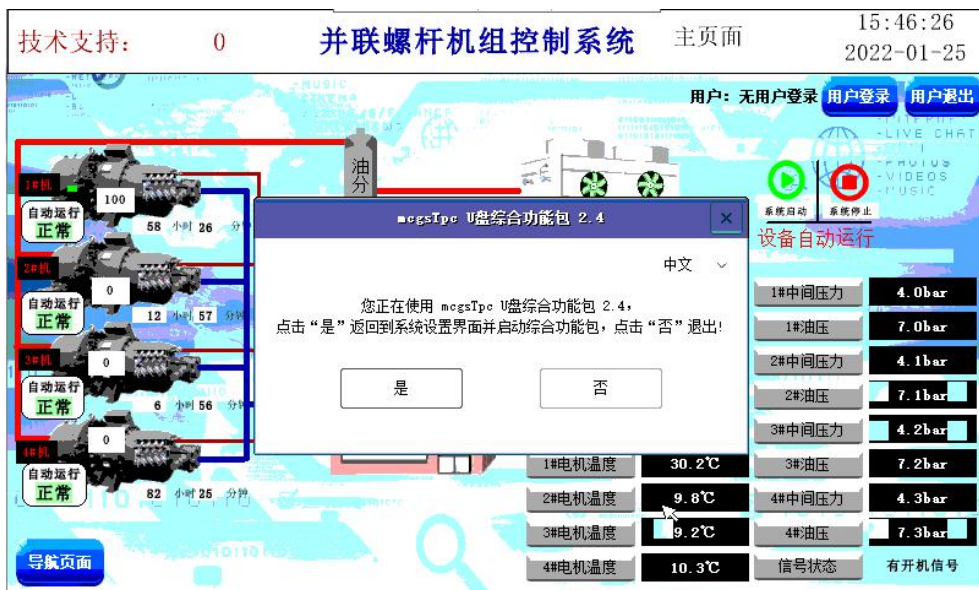 技术支持: 0 并联螺杆机组控制系统 主页面 15:46:26
2022-01-25
用户: 无用户登录 用户登录 用户退出
油分
1#机 100
自动运行
正常 58 小时 26 分钟
系统启动 系统停止
设备自动运行
mcgsTpc U盘综合功能包 2.4
中文
您正在使用 mcgsTpc U盘综合功能包 2.4,
点击“是”返回到系统设置界面并启动综合功能包，点击“否”退出!
是 否
2#机 0
自动运行
正常 12 小时 57 分钟
3#机 0
自动运行
正常 6 小时 56 分钟
4#机 0
自动运行
正常 82 小时 25 分钟
1#中间压力 4.0bar
1#油压 7.0bar
2#中间压力 4.1bar
2#油压 7.1bar
3#中间压力 4.2bar
1#电机温度 30.2℃ 3#油压 7.2bar
2#电机温度 9.8℃ 4#中间压力 4.3bar
3#电机温度 9.2℃ 4#油压 7.3bar
4#电机温度 10.3℃ 信号状态 有开机信号
导航页面
-LIVE CHAT
-VIDEOS